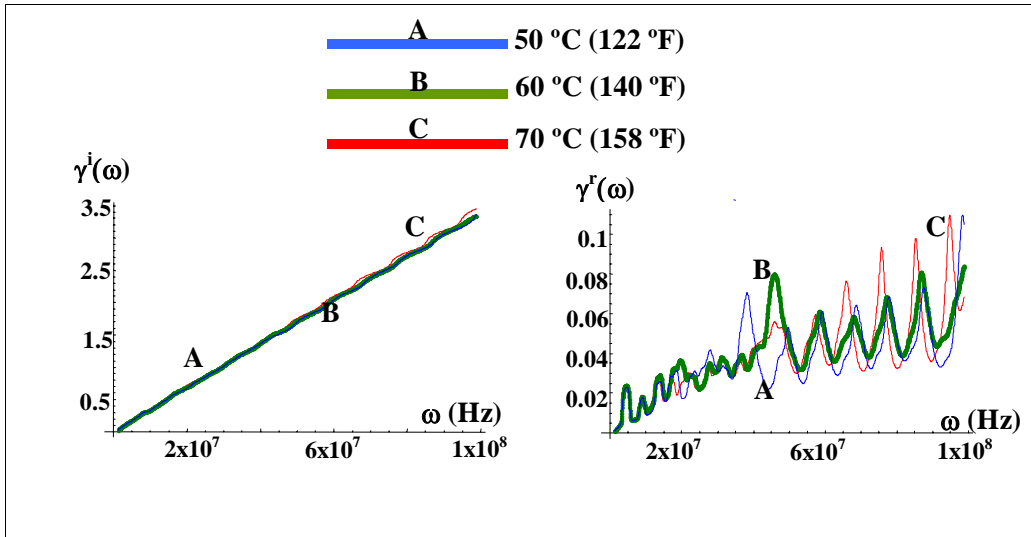 A
50 ºC (122 ºF)
B
60 ºC (140 ºF)
C
70 ºC (158 ºF)
γⁱ(ω)
3.5
2.5
1.5
0.5
A
B
C
ω (Hz)
2x10⁷
6x10⁷
1x10⁸
γʳ(ω)
0.1
0.08
0.06
0.04
0.02
B
A
C
ω (Hz)
2x10⁷
6x10⁷
1x10⁸